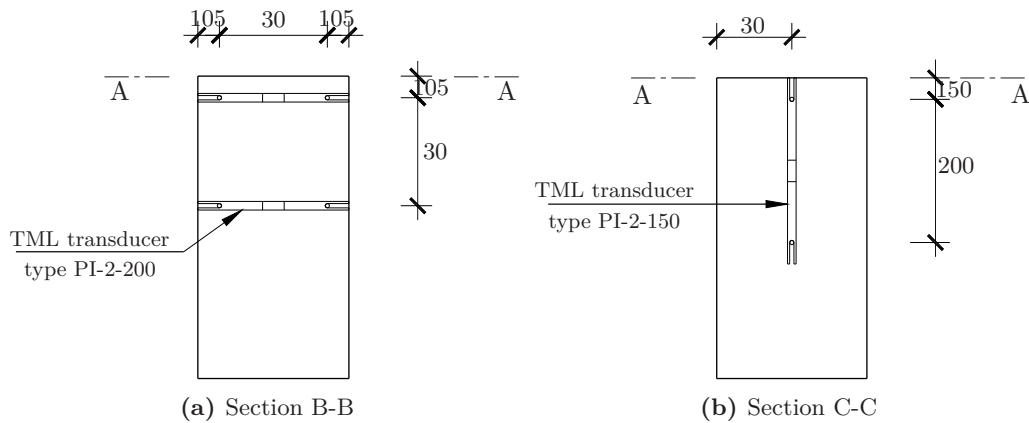 105 30 105
30
A A A A
105
150
30
200
TML transducer
type PI-2-200
TML transducer
type PI-2-150
(a) Section B-B
(b) Section C-C